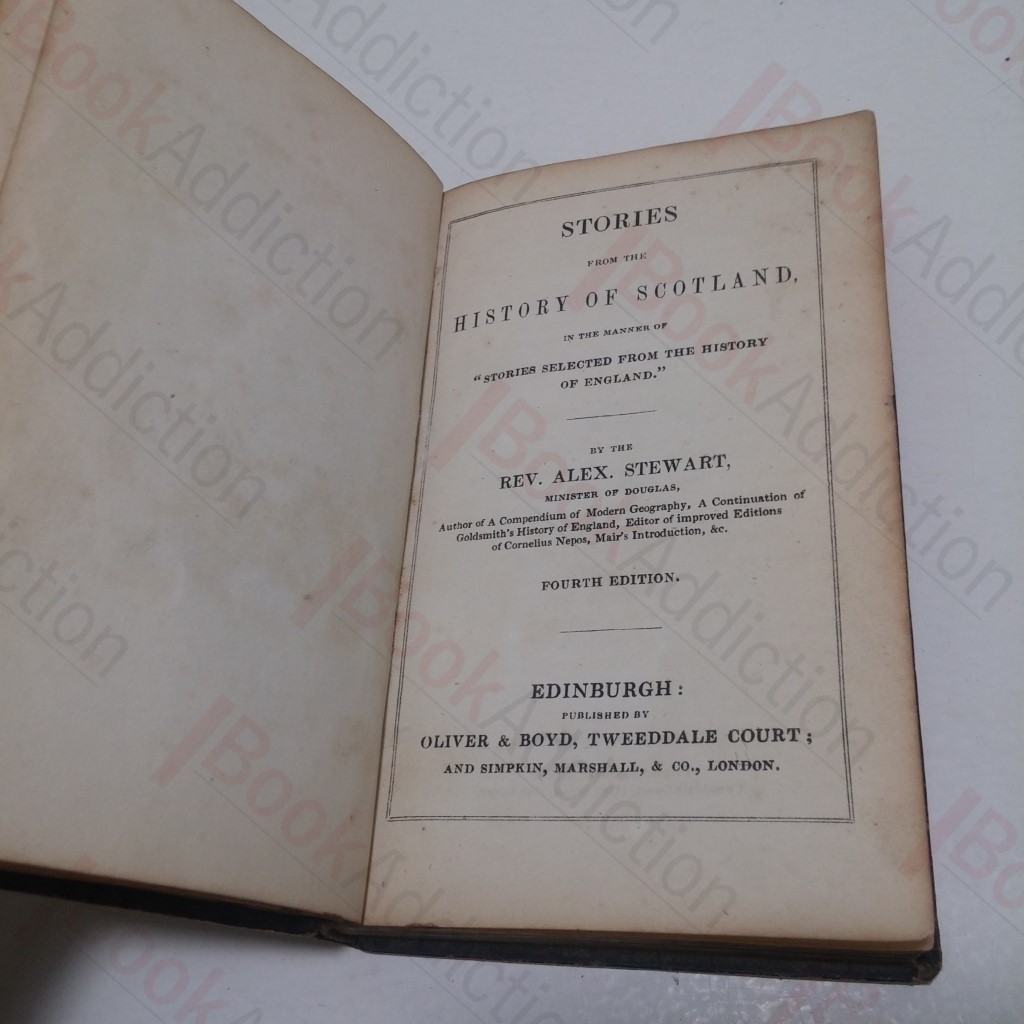 STORIES
FROM THE
HISTORY OF SCOTLAND,
IN THE MANNER OF
"STORIES SELECTED FROM THE HISTORY
OF ENGLAND."
BY THE
REV. ALEX. STEWART,
MINISTER OF DOUGLAS,
Author of A Compendium of Modern Geography, A Continuation of
Goldsmith's History of England, Editor of improved Editions
of Cornelius Nepos, Mair's Introduction, &c.
FOURTH EDITION.
EDINBURGH:
PUBLISHED BY
OLIVER & BOYD, TWEEDDALE COURT;
AND SIMPKIN, MARSHALL, & CO., LONDON.
BookAddiction